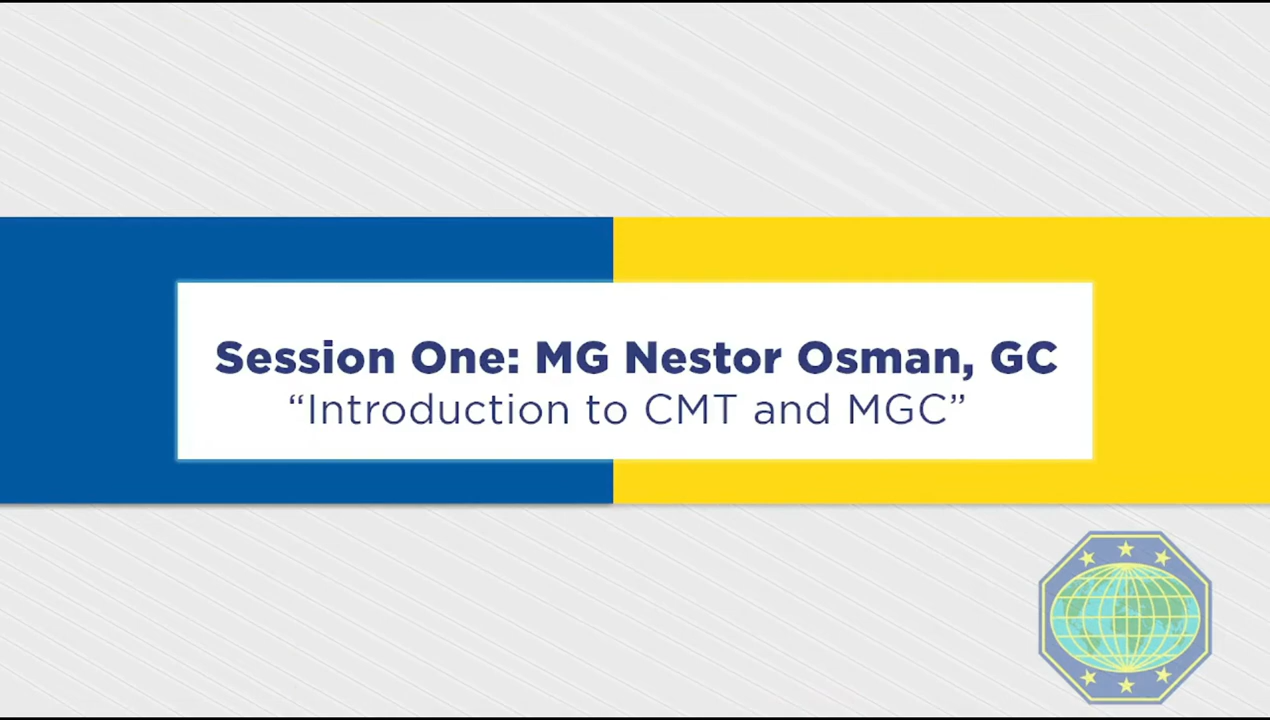 Session One: MG Nestor Osman, GC
“Introduction to CMT and MGC”